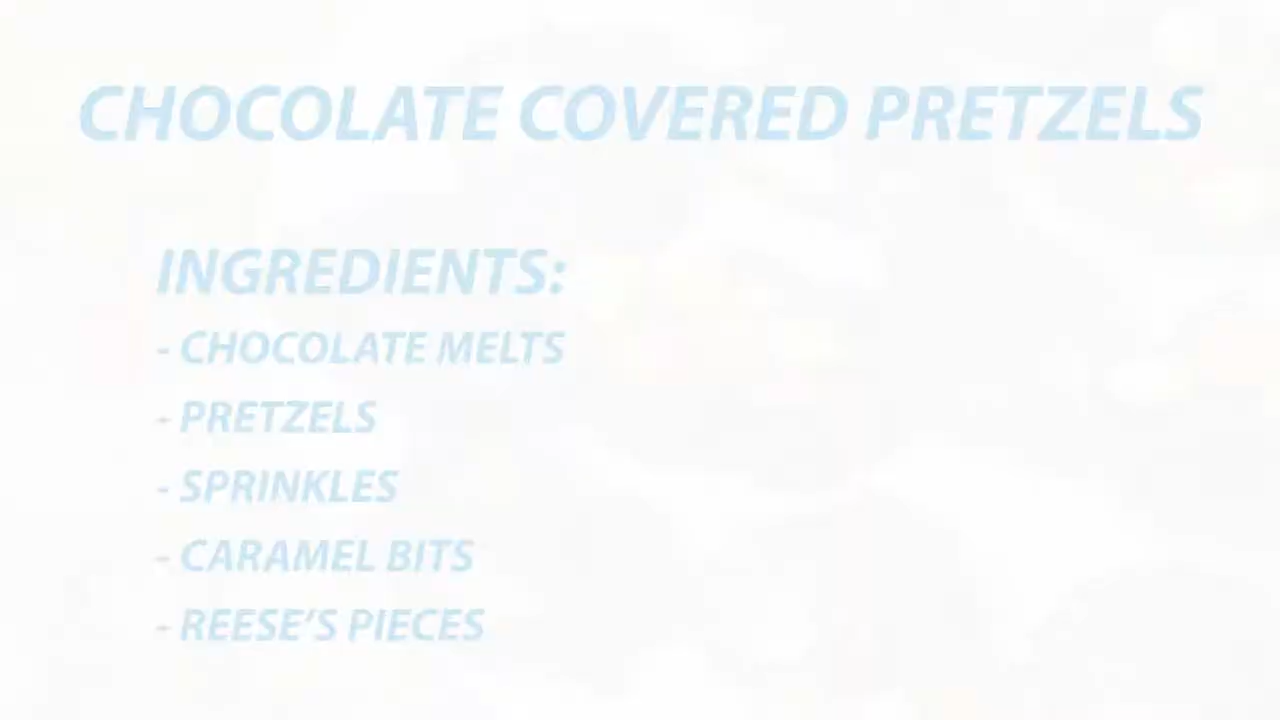 CHOCOLATE COVERED PRETZELS
INGREDIENTS:
- CHOCOLATE MELTS
- PRETZELS
- SPRINKLES
- CARAMEL BITS
- REESE'S PIECES